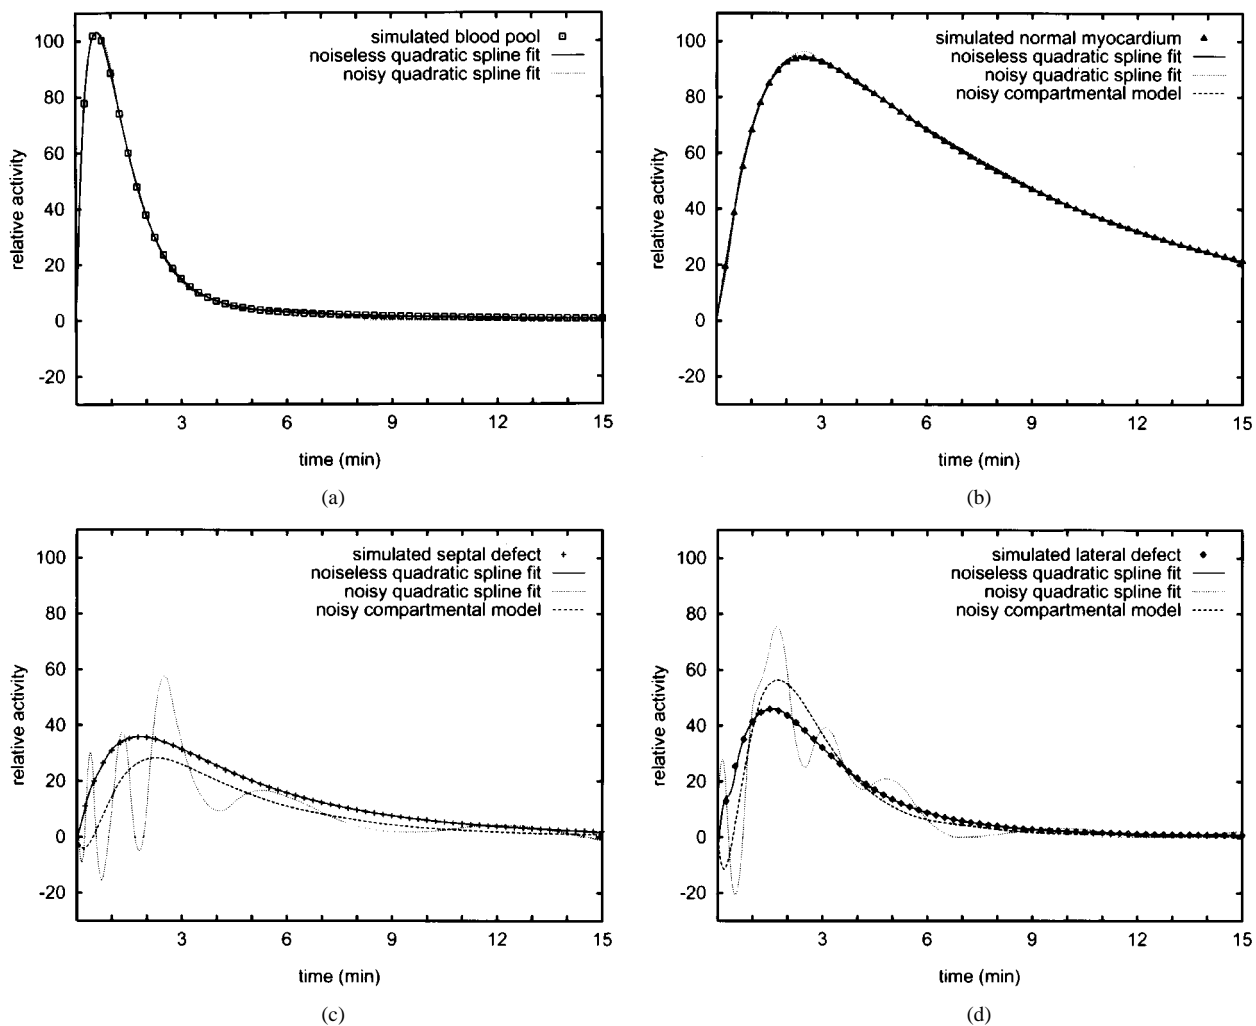 simulated blood pool
noiseless quadratic spline fit
noisy quadratic spline fit
100
80
60
40
20
0
-20
relative activity
3 6 9 12 15
time (min)
(a)
simulated normal myocardium
noiseless quadratic spline fit
noisy quadratic spline fit
noisy compartmental model
100
80
60
40
20
0
-20
relative activity
3 6 9 12 15
time (min)
(b)
simulated septal defect
noiseless quadratic spline fit
noisy quadratic spline fit
noisy compartmental model
100
80
60
40
20
0
-20
relative activity
3 6 9 12 15
time (min)
(c)
simulated lateral defect
noiseless quadratic spline fit
noisy quadratic spline fit
noisy compartmental model
100
80
60
40
20
0
-20
relative activity
3 6 9 12 15
time (min)
(d)